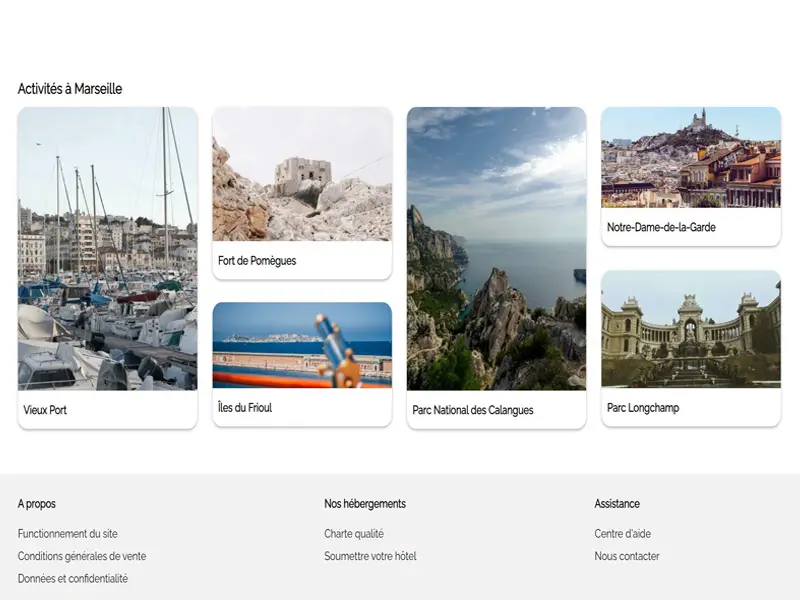 Activités à Marseille
Vieux Port
Fort de Pomègues
Îles du Frioul
Parc National des Calangues
Notre-Dame-de-la-Garde
Parc Longchamp
A propos
Functionnement du site
Conditions générales de vente
Données et confidentialité
Nos hébergements
Charte qualité
Soumettre votre hôtel
Assistance
Centre d'aide
Nous contacter